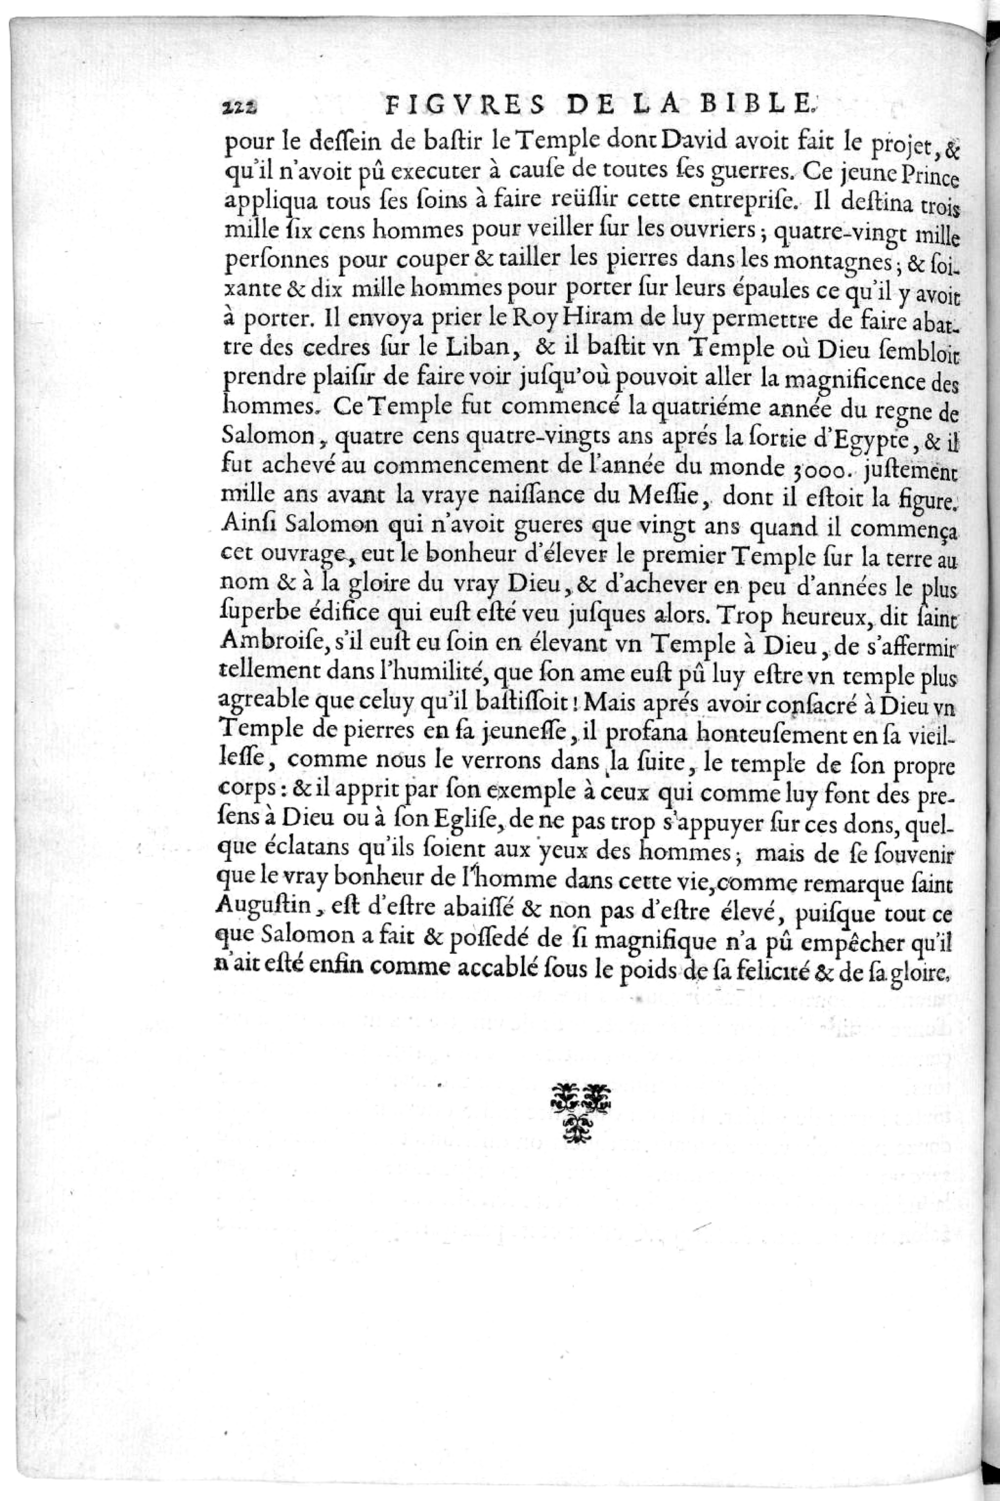 222 FIGVRES DE LA BIBLE.
pour le deſſein de baſtir le Temple dont David avoit fait le projet, &
qu'il n'avoit pû executer à cauſe de toutes ſes guerres. Ce jeune Prince
appliqua tous ſes ſoins à faire reüſſir cette entrepriſe. Il deſtina trois
mille ſix cens hommes pour veiller ſur les ouvriers ; quatre-vingt mille
perſonnes pour couper & tailler les pierres dans les montagnes ; & ſoi-
xante & dix mille hommes pour porter ſur leurs épaules ce qu'il y avoit
à porter. Il envoya prier le Roy Hiram de luy permettre de faire abat-
tre des cedres ſur le Liban, & il baſtit vn Temple où Dieu ſembloit
prendre plaiſir de faire voir juſqu'où pouvoit aller la magnificence des
hommes. Ce Temple fut commencé la quatriéme année du regne de
Salomon, quatre cens quatre-vingts ans aprés la ſortie d'Egypte, & il
fut achevé au commencement de l'année du monde 3000. juſtement
mille ans avant la vraye naiſſance du Meſſie, dont il eſtoit la figure.
Ainſi Salomon qui n'avoit gueres que vingt ans quand il commença
cet ouvrage, eut le bonheur d'élever le premier Temple ſur la terre au
nom & à la gloire du vray Dieu, & d'achever en peu d'années le plus
ſuperbe édifice qui euſt eſté veu juſques alors. Trop heureux, dit ſaint
Ambroiſe, s'il euſt eu ſoin en élevant vn Temple à Dieu, de s'affermir
tellement dans l'humilité, que ſon ame euſt pû luy eſtre vn temple plus
agreable que celuy qu'il baſtiſſoit ! Mais aprés avoir conſacré à Dieu vn
Temple de pierres en ſa jeuneſſe, il profana honteuſement en ſa vieil-
leſſe, comme nous le verrons dans la ſuite, le temple de ſon propre
corps : & il apprit par ſon exemple à ceux qui comme luy font des pre-
ſens à Dieu ou à ſon Egliſe, de ne pas trop s'appuyer ſur ces dons, quel-
que éclatans qu'ils ſoient aux yeux des hommes ; mais de ſe ſouvenir
que le vray bonheur de l'homme dans cette vie, comme remarque ſaint
Auguſtin, eſt d'eſtre abaiſſé & non pas d'eſtre élevé, puiſque tout ce
que Salomon a fait & poſſedé de ſi magnifique n'a pû empêcher qu'il
n'ait eſté enfin comme accablé ſous le poids de ſa felicité & de ſa gloire.